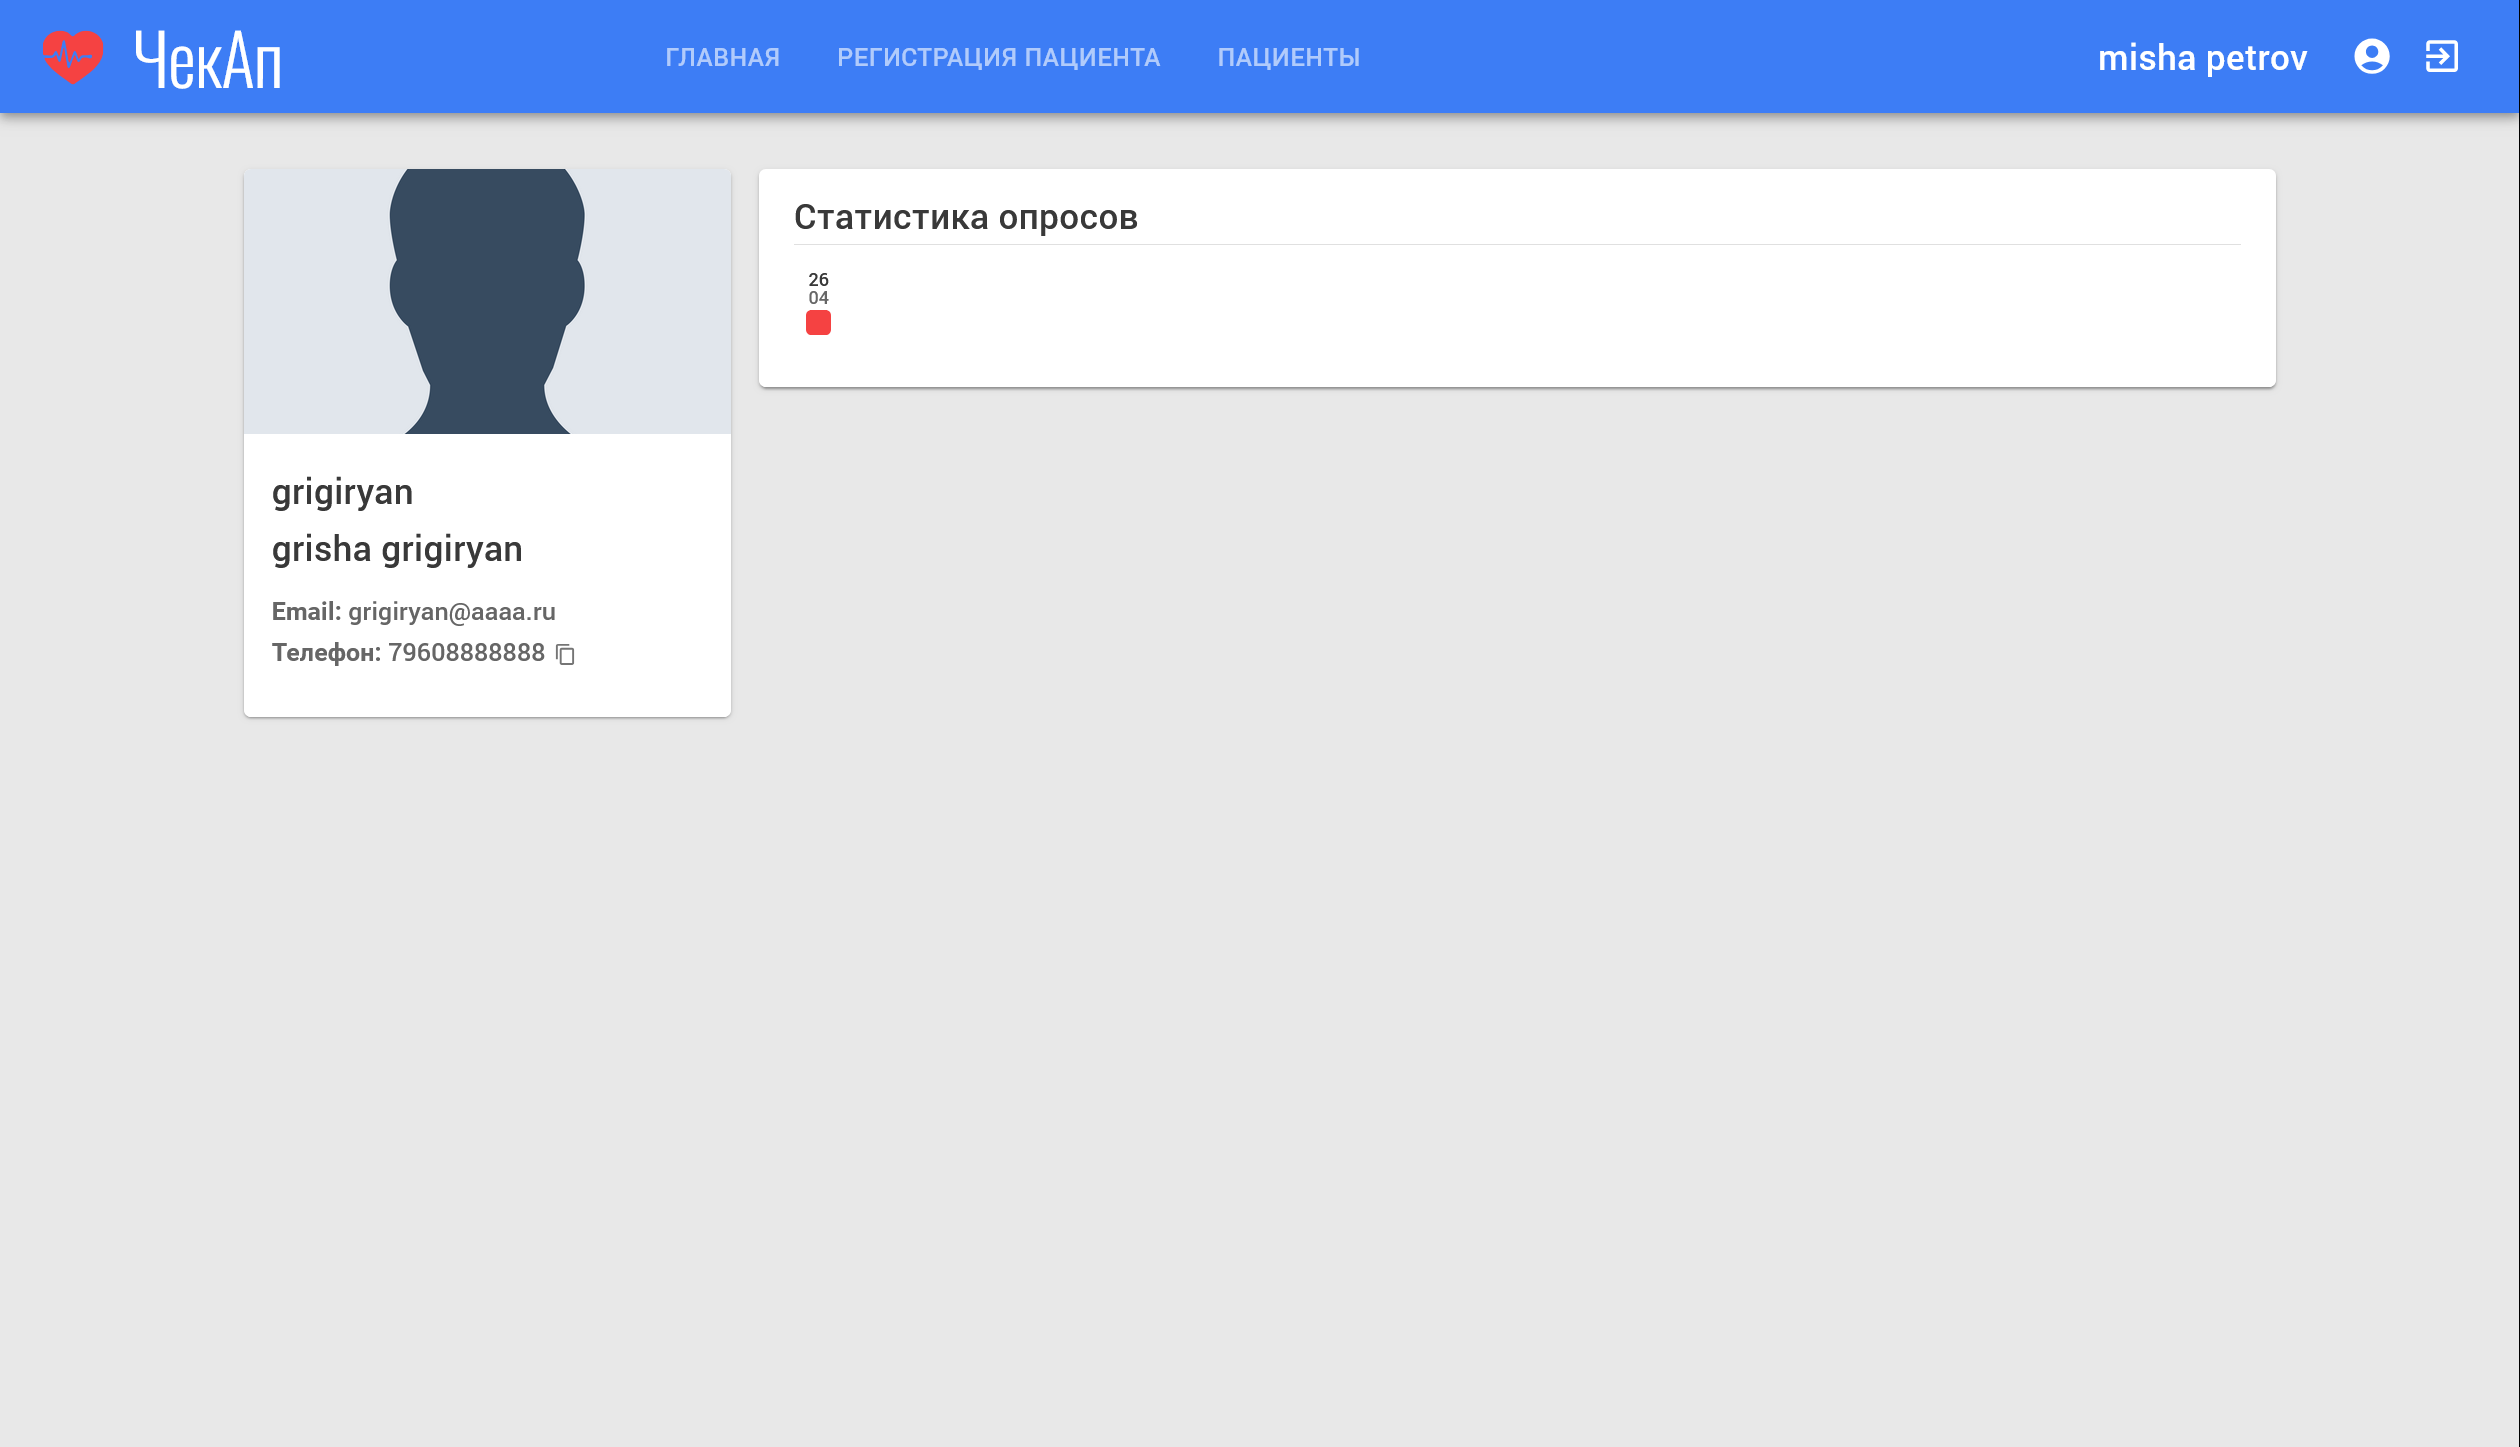 ЧекАп
ГЛАВНАЯ РЕГИСТРАЦИЯ ПАЦИЕНТА ПАЦИЕНТЫ
misha petrov
grigiryan
grisha grigiryan
Email: grigiryan@aaaa.ru
Телефон: 79608888888
Статистика опросов
26
04